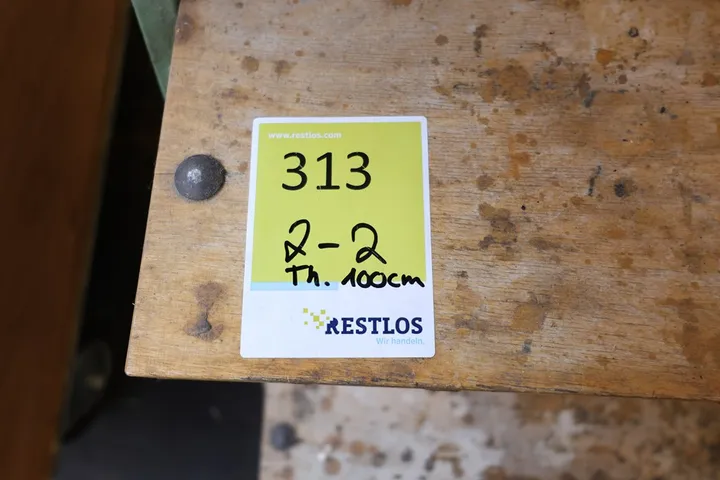 www.restlos.com
313
2-2
Th. 100cm
RESTLOS
Wir handeln.